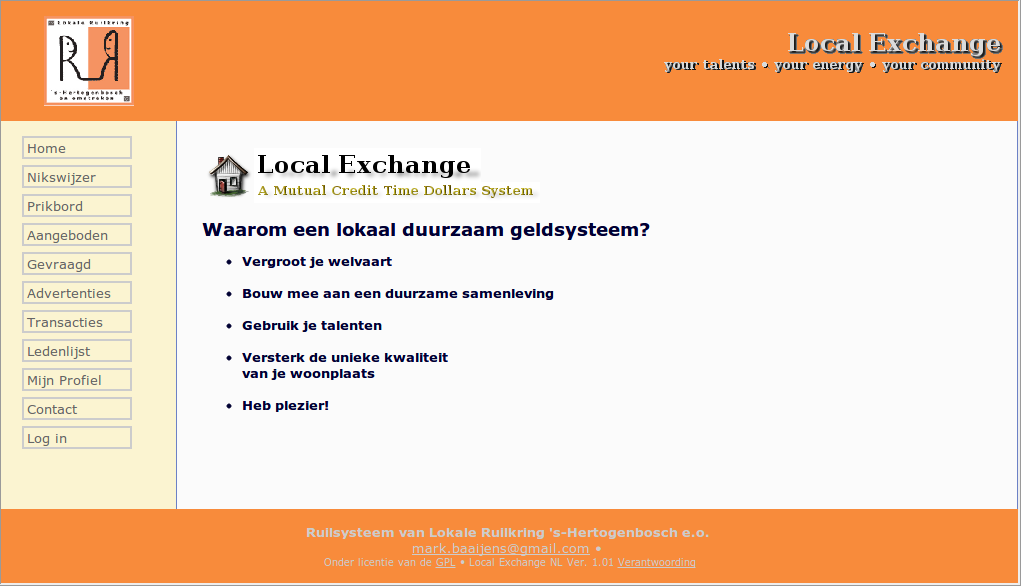 Lokale Ruilkring
RR
's-Hertogenbosch
en omstreken
Local Exchange
your talents • your energy • your community
Home
Nikswijzer
Prikbord
Aangeboden
Gevraagd
Advertenties
Transacties
Ledenlijst
Mijn Profiel
Contact
Log in
Local Exchange
A Mutual Credit Time Dollars System
Waarom een lokaal duurzaam geldsysteem?
• Vergroot je welvaart
• Bouw mee aan een duurzame samenleving
• Gebruik je talenten
• Versterk de unieke kwaliteit
van je woonplaats
• Heb plezier!
Ruilsysteem van Lokale Ruilkring 's-Hertogenbosch e.o.
mark.baaijens@gmail.com •
Onder licentie van de GPL • Local Exchange NL Ver. 1.01 Verantwoording